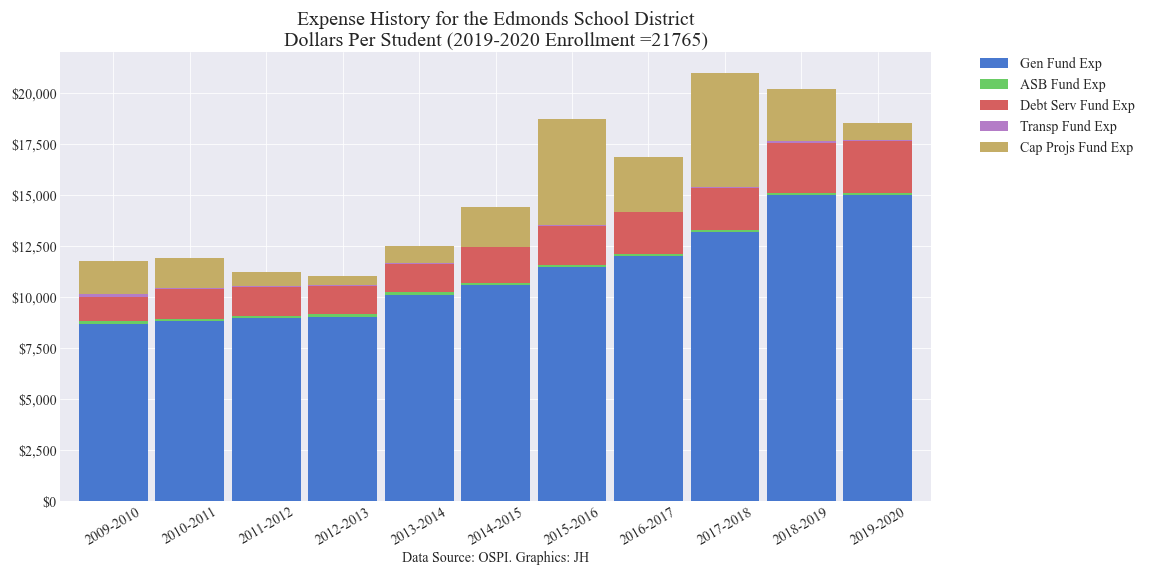 Expense History for the Edmonds School District
Dollars Per Student (2019-2020 Enrollment =21765)
Gen Fund Exp
ASB Fund Exp
Debt Serv Fund Exp
Transp Fund Exp
Cap Projs Fund Exp
$20,000
$17,500
$15,000
$12,500
$10,000
$7,500
$5,000
$2,500
$0
2009-2010
2010-2011
2011-2012
2012-2013
2013-2014
2014-2015
2015-2016
2016-2017
2017-2018
2018-2019
2019-2020
Data Source: OSPI. Graphics: JH